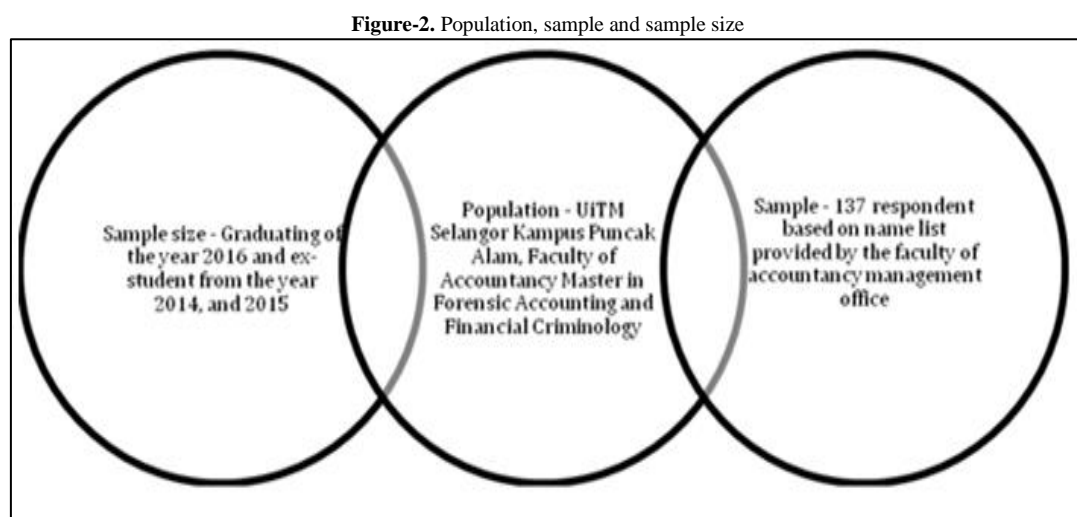 Figure-2. Population, sample and sample size
Sample size - Graduating of
the year 2016 and ex-
student from the year
2014, and 2015
Population - UiTM
Selangor Kampus Puncak
Alam, Faculty of
Accountancy Master in
Forensic Accounting and
Financial Criminology
Sample - 137 respondent
based on name list
provided by the faculty of
accountancy management
office